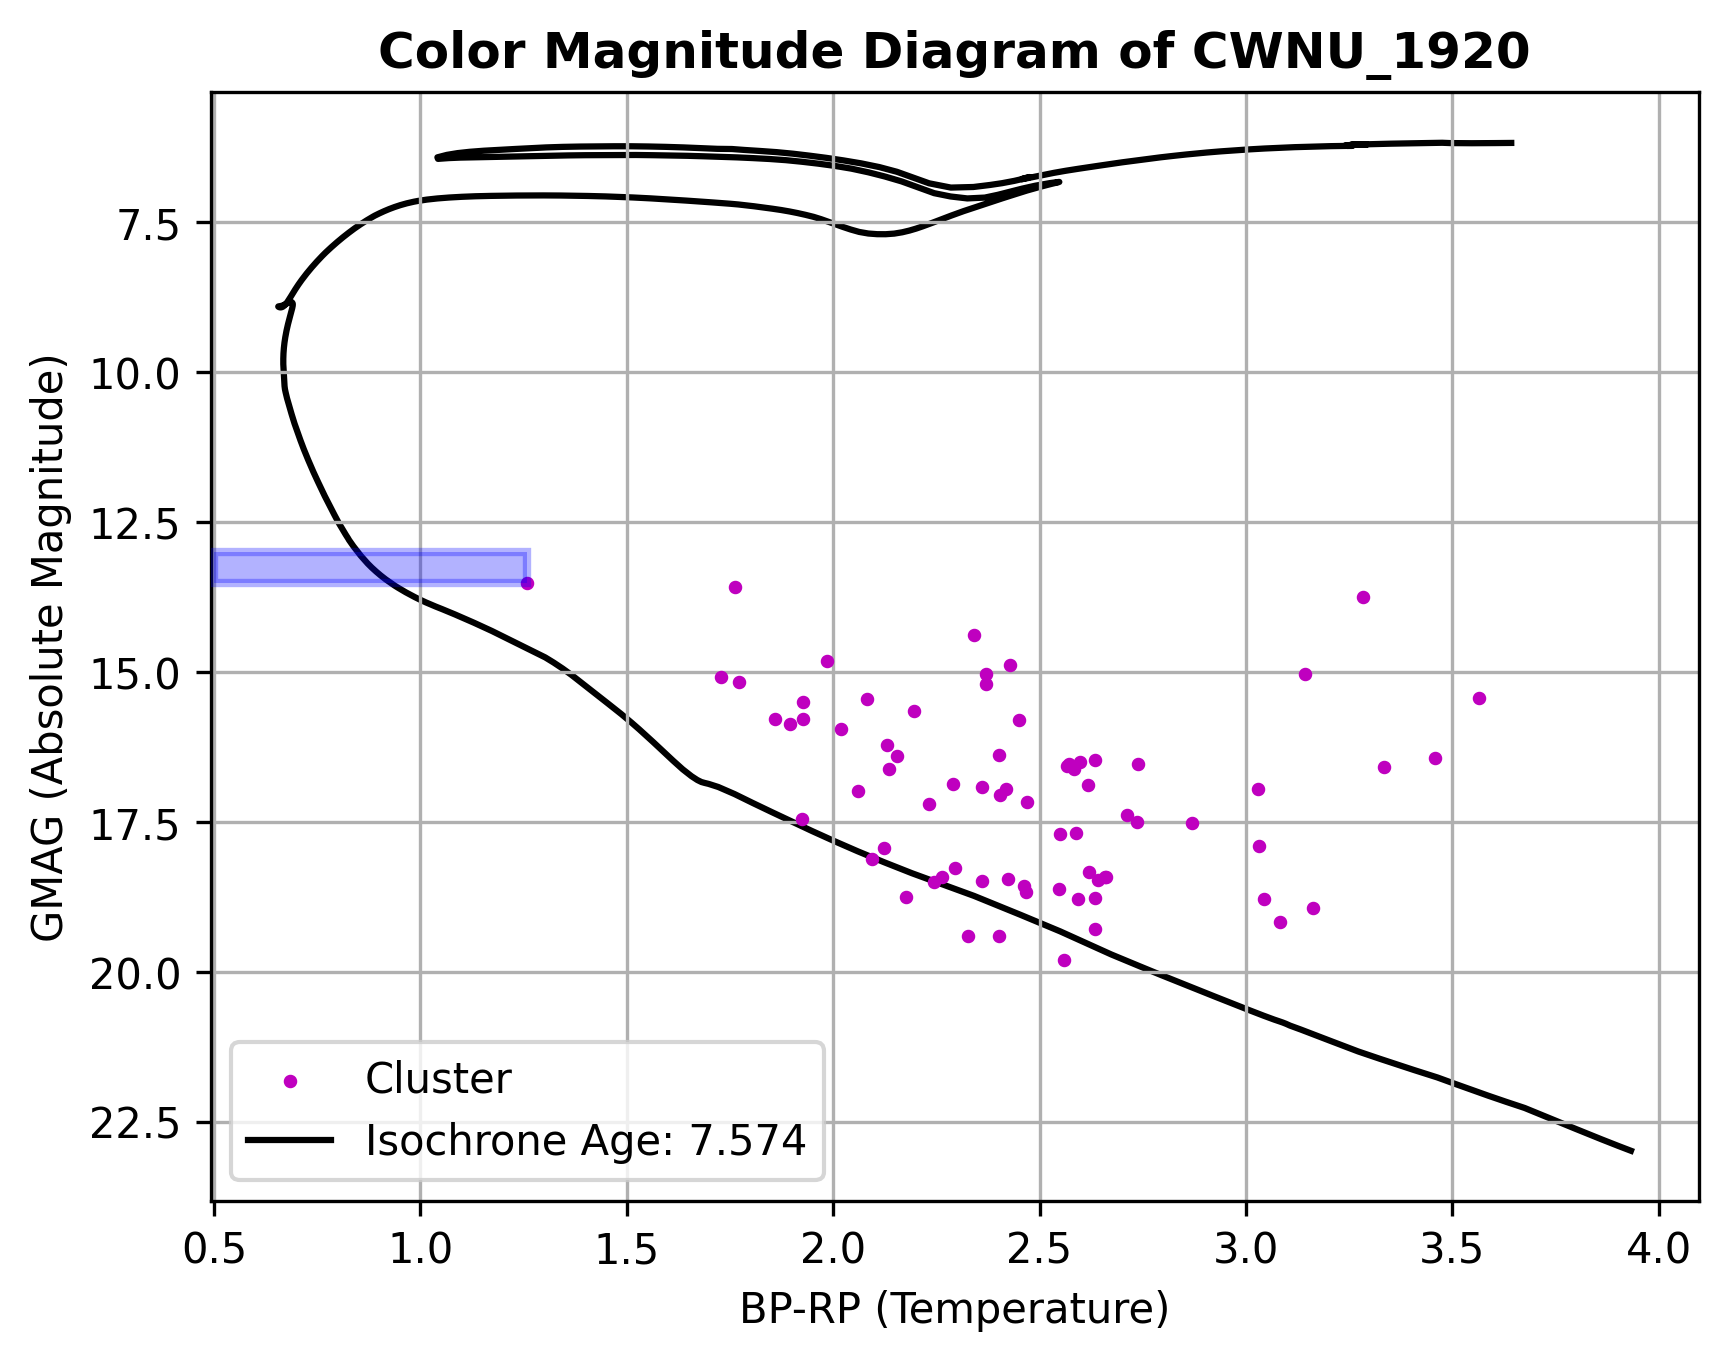 Color Magnitude Diagram of CWNU_1920
GMAG (Absolute Magnitude)
7.5
10.0
12.5
15.0
17.5
20.0
22.5
Cluster
Isochrone Age: 7.574
0.5 1.0 1.5 2.0 2.5 3.0 3.5 4.0
BP-RP (Temperature)